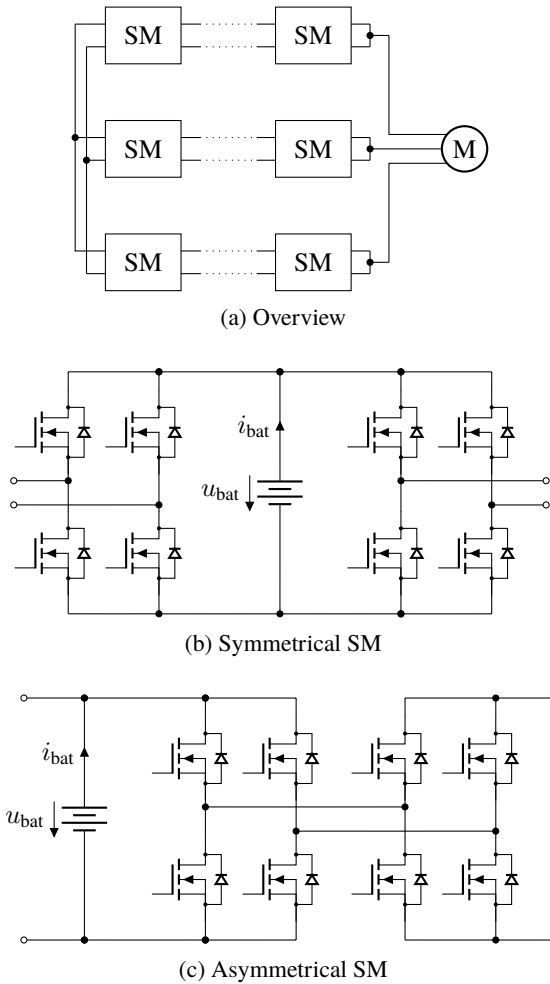 SM SM
SM SM M
SM SM
(a) Overview
i_bat
u_bat
(b) Symmetrical SM
i_bat
u_bat
(c) Asymmetrical SM